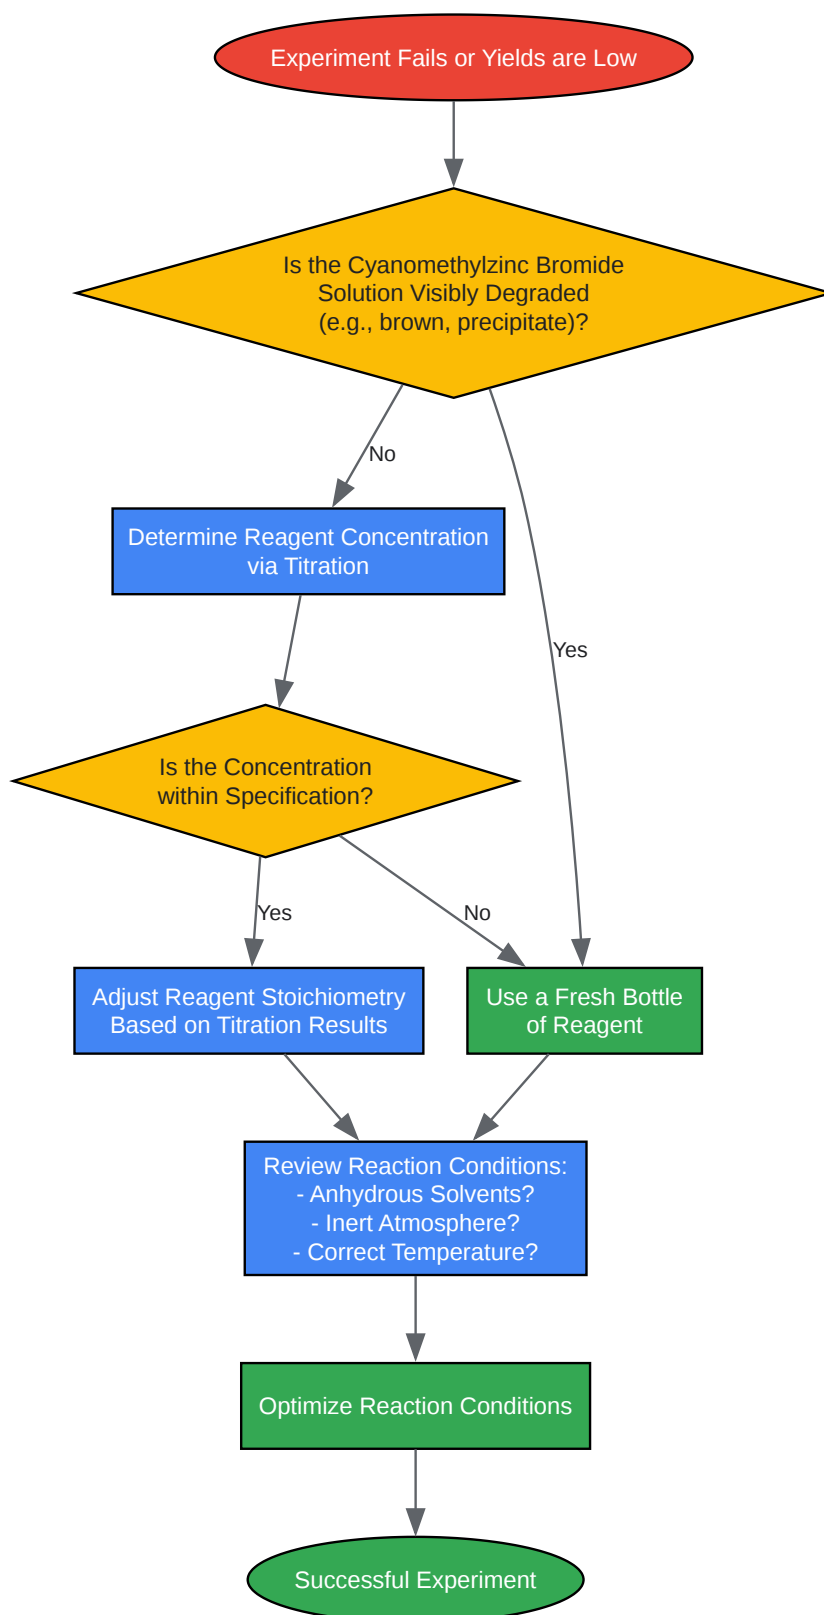 Experiment Fails or Yields are Low
Is the Cyanomethylzinc Bromide
Solution Visibly Degraded
(e.g., brown, precipitate)?
No
Determine Reagent Concentration
via Titration
Yes
Is the Concentration
within Specification?
Yes
No
Adjust Reagent Stoichiometry
Based on Titration Results
Use a Fresh Bottle
of Reagent
Review Reaction Conditions:
- Anhydrous Solvents?
- Inert Atmosphere?
- Correct Temperature?
Optimize Reaction Conditions
Successful Experiment